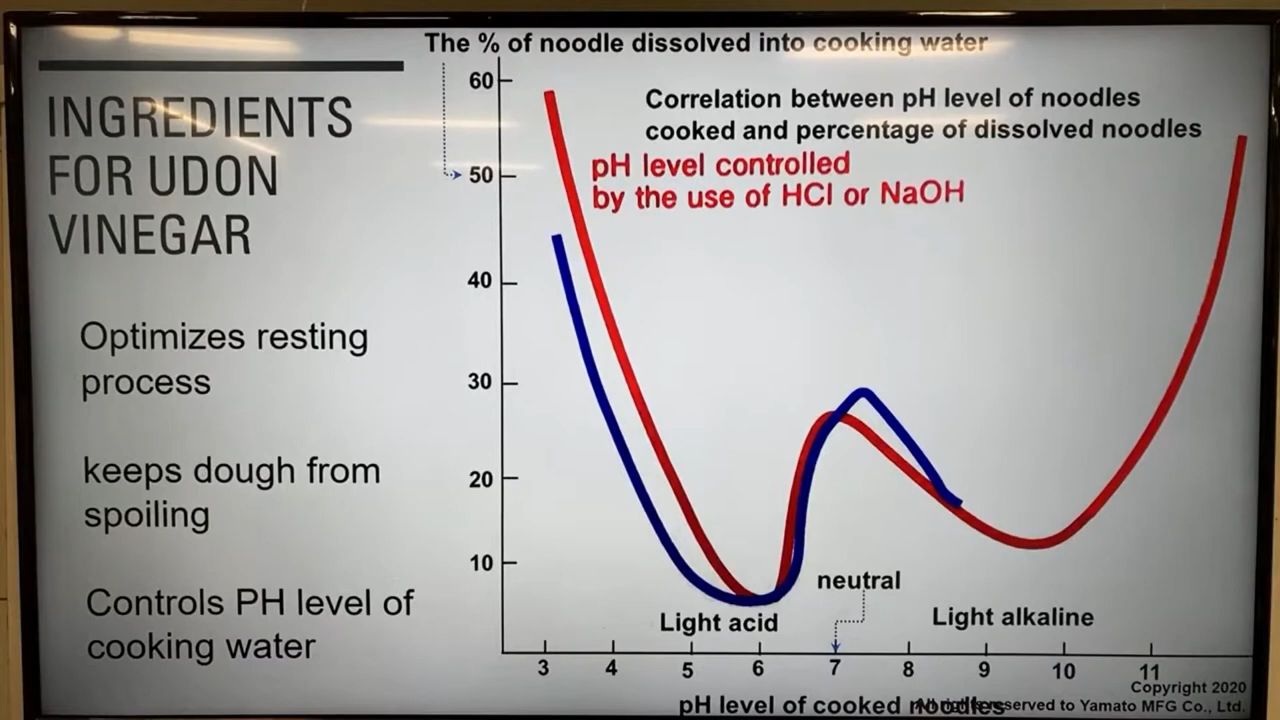 The % of noodle dissolved into cooking water
INGREDIENTS
FOR UDON
VINEGAR
Optimizes resting
process
keeps dough from
spoiling
Controls PH level of
cooking water
Correlation between pH level of noodles
cooked and percentage of dissolved noodles
pH level controlled
by the use of HCl or NaOH
60
50
40
30
20
10
neutral
Light acid
Light alkaline
3 4 5 6 7 8 9 10 11
pH level of cooked noodles
Copyright 2020
All rights reserved to Yamato MFG Co., Ltd.